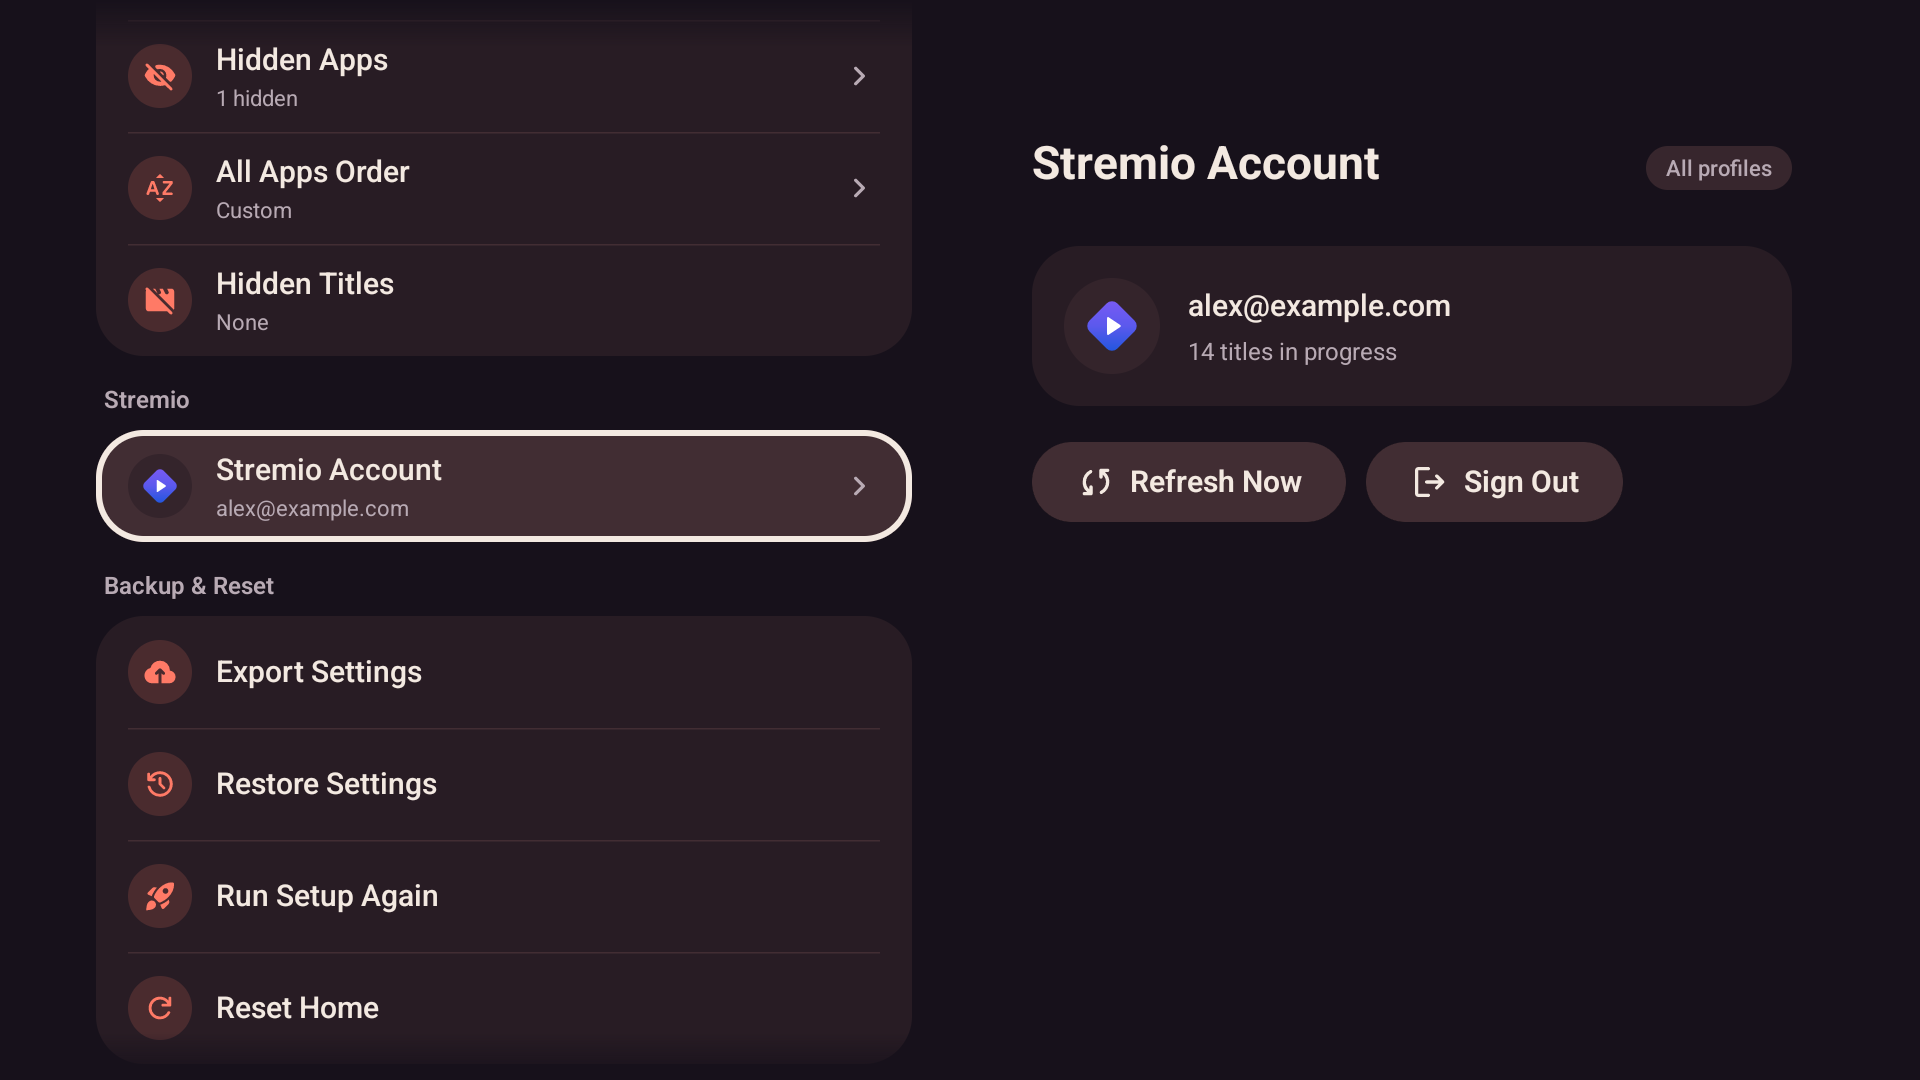 Hidden Apps
1 hidden
All Apps Order
Custom
Hidden Titles
None
Stremio
Stremio Account
alex@example.com
Backup & Reset
Export Settings
Restore Settings
Run Setup Again
Reset Home
Stremio Account
All profiles
alex@example.com
14 titles in progress
Refresh Now
Sign Out